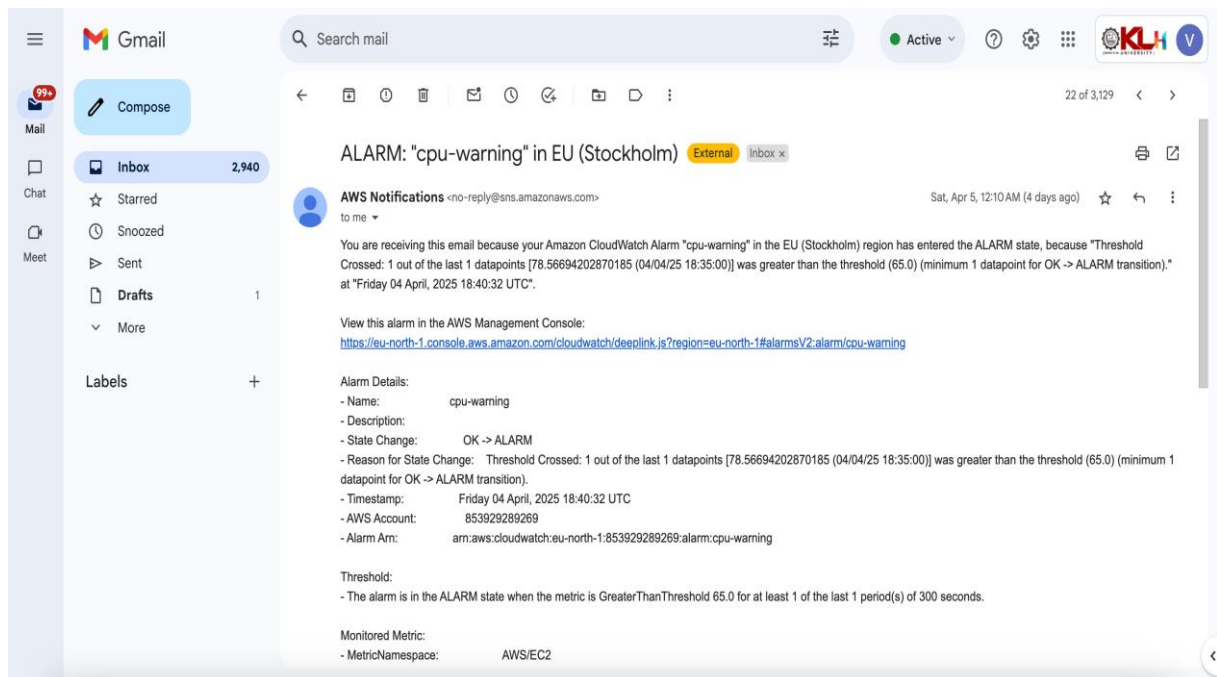 Gmail
Search mail
Active
KLH
UNIVERSITY
V
99+
Mail
Compose
22 of 3,129
Chat
Meet
Inbox 2,940
Starred
Snoozed
Sent
Drafts 1
More
Labels +
ALARM: "cpu-warning" in EU (Stockholm) External Inbox x
AWS Notifications <no-reply@sns.amazonaws.com> Sat, Apr 5, 12:10 AM (4 days ago)
to me
You are receiving this email because your Amazon CloudWatch Alarm "cpu-warning" in the EU (Stockholm) region has entered the ALARM state, because "Threshold
Crossed: 1 out of the last 1 datapoints [78.56694202870185 (04/04/25 18:35:00)] was greater than the threshold (65.0) (minimum 1 datapoint for OK -> ALARM transition)."
at "Friday 04 April, 2025 18:40:32 UTC".
View this alarm in the AWS Management Console:
https://eu-north-1.console.aws.amazon.com/cloudwatch/deeplink.js?region=eu-north-1#alarmsV2:alarm/cpu-warning
Alarm Details:
- Name: cpu-warning
- Description:
- State Change: OK -> ALARM
- Reason for State Change: Threshold Crossed: 1 out of the last 1 datapoints [78.56694202870185 (04/04/25 18:35:00)] was greater than the threshold (65.0) (minimum 1
datapoint for OK -> ALARM transition).
- Timestamp: Friday 04 April, 2025 18:40:32 UTC
- AWS Account: 853929289269
- Alarm Arn: arn:aws:cloudwatch:eu-north-1:853929289269:alarm:cpu-warning
Threshold:
- The alarm is in the ALARM state when the metric is GreaterThanThreshold 65.0 for at least 1 of the last 1 period(s) of 300 seconds.
Monitored Metric:
- MetricNamespace: AWS/EC2